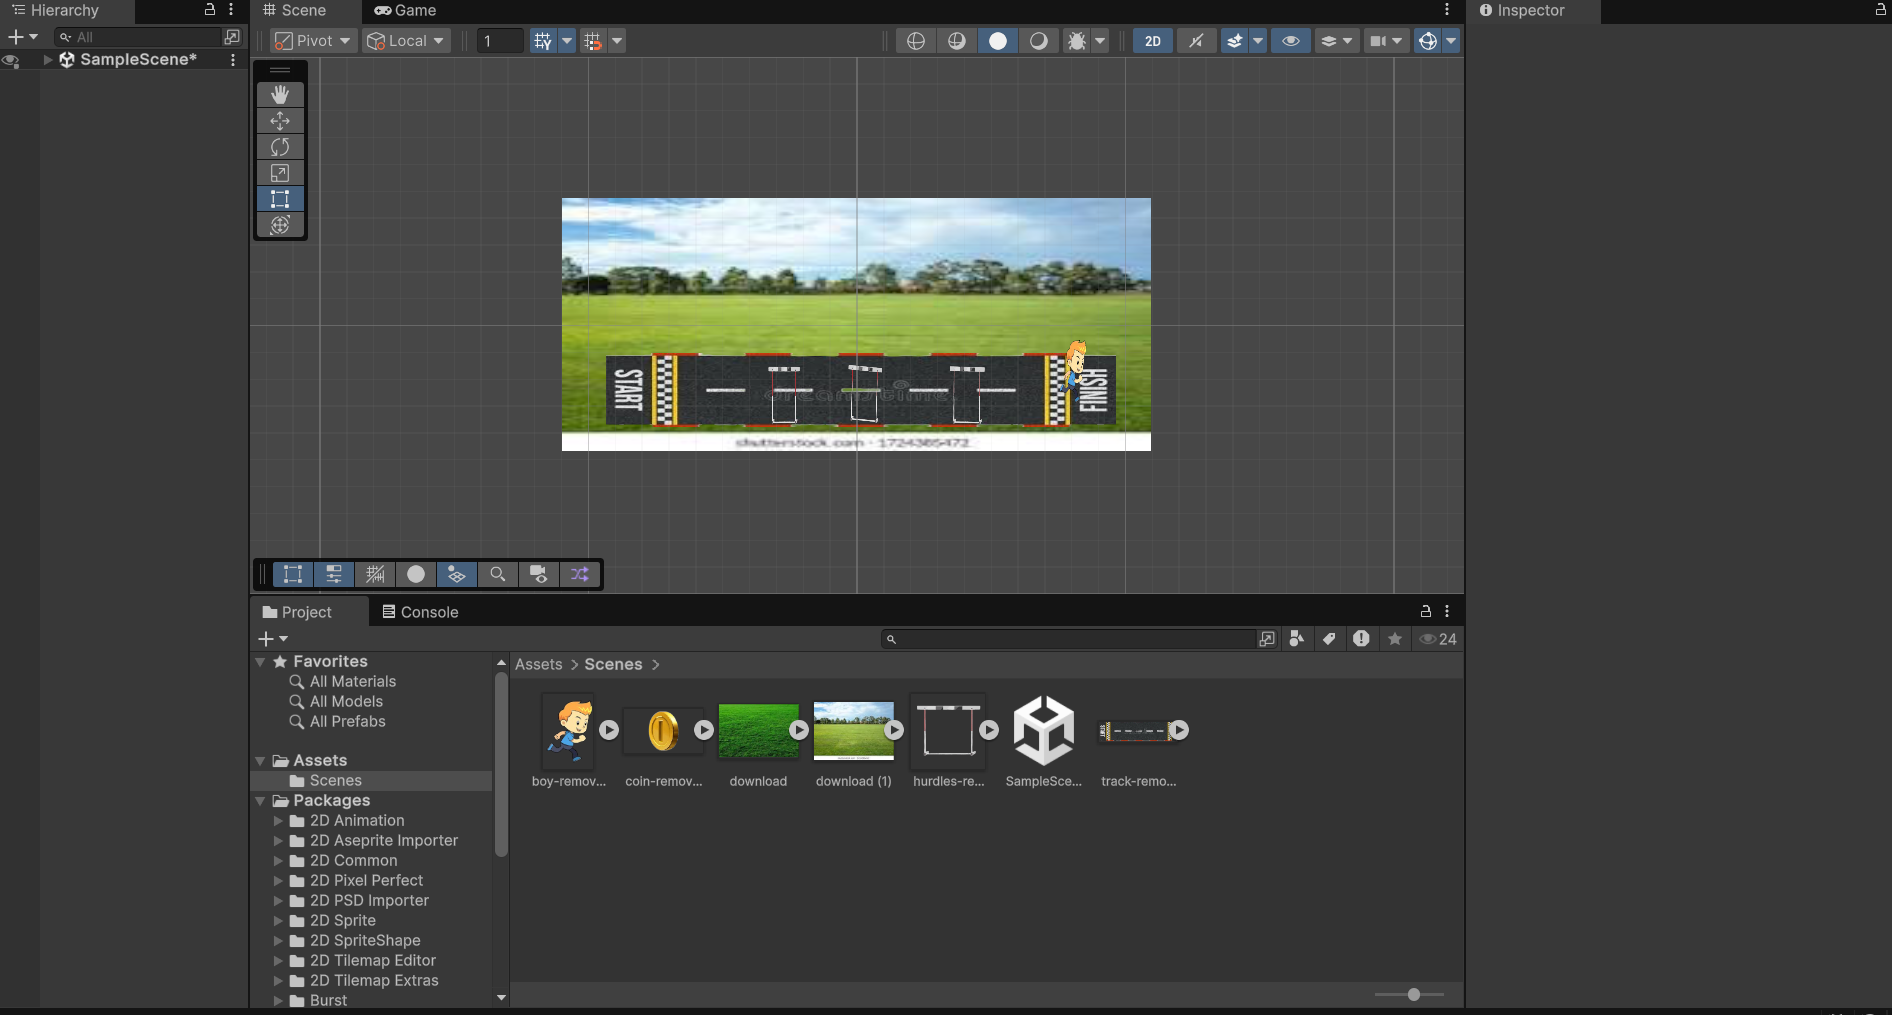 Hierarchy
All
SampleScene*
Scene
Game
Pivot
Local
1
2D
START
FINISH
dreamstime
shutterstock.com · 1724385472
Inspector
Project
Console
24
Favorites
All Materials
All Models
All Prefabs
Assets
Scenes
Packages
2D Animation
2D Aseprite Importer
2D Common
2D Pixel Perfect
2D PSD Importer
2D Sprite
2D SpriteShape
2D Tilemap Editor
2D Tilemap Extras
Burst
Assets > Scenes >
boy-remov...
coin-remov...
download
download (1)
hurdles-re...
SampleSce...
track-remo...